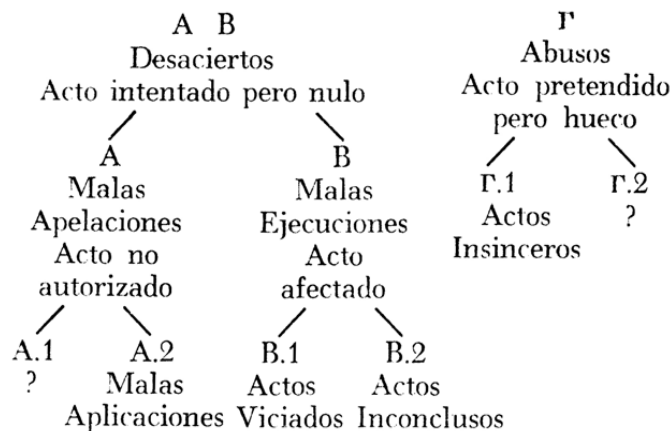 A B
Desaciertos
Acto intentado pero nulo
Γ
Abusos
Acto pretendido
pero hueco
A
Malas
Apelaciones
Acto no
autorizado
B
Malas
Ejecuciones
Acto
afectado
Γ.1
Actos
Insinceros
Γ.2
?
A.1
?
A.2
Malas
Aplicaciones
B.1
Actos
Viciados
B.2
Actos
Inconclusos